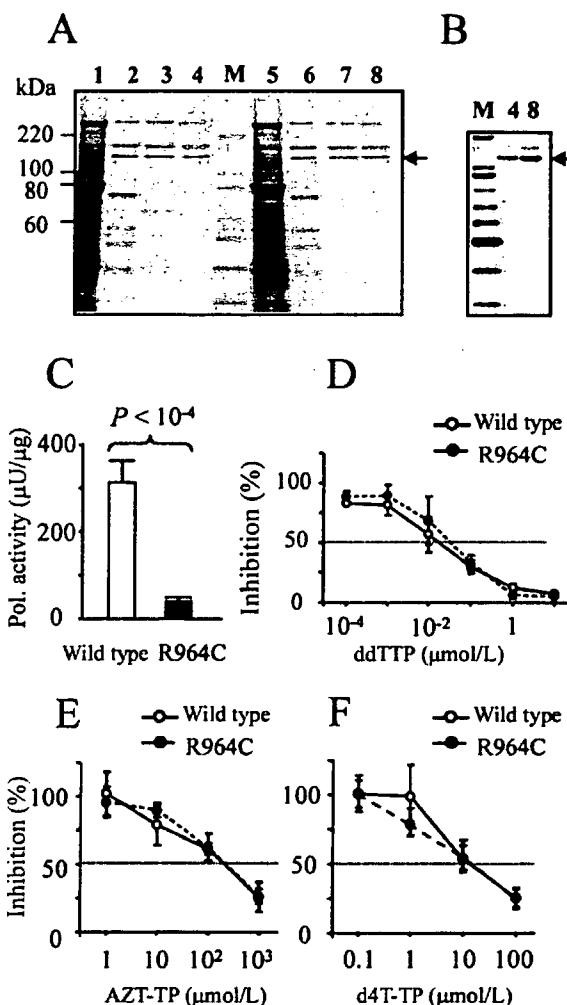 A
B
1 2 3 4 M 5 6 7 8
M 4 8
kDa
220
100
80
60
C
D
P < 10⁻⁴
Pol. activity (µU/µg)
400
200
0
Wild type R964C
Wild type
R964C
Inhibition (%)
100
50
0
10⁻⁴ 10⁻² 1
ddTTP (µmol/L)
E
F
Wild type
R964C
Inhibition (%)
100
50
0
1 10 10² 10³
AZT-TP (µmol/L)
Wild type
R964C
100
50
0
0.1 1 10 100
d4T-TP (µmol/L)